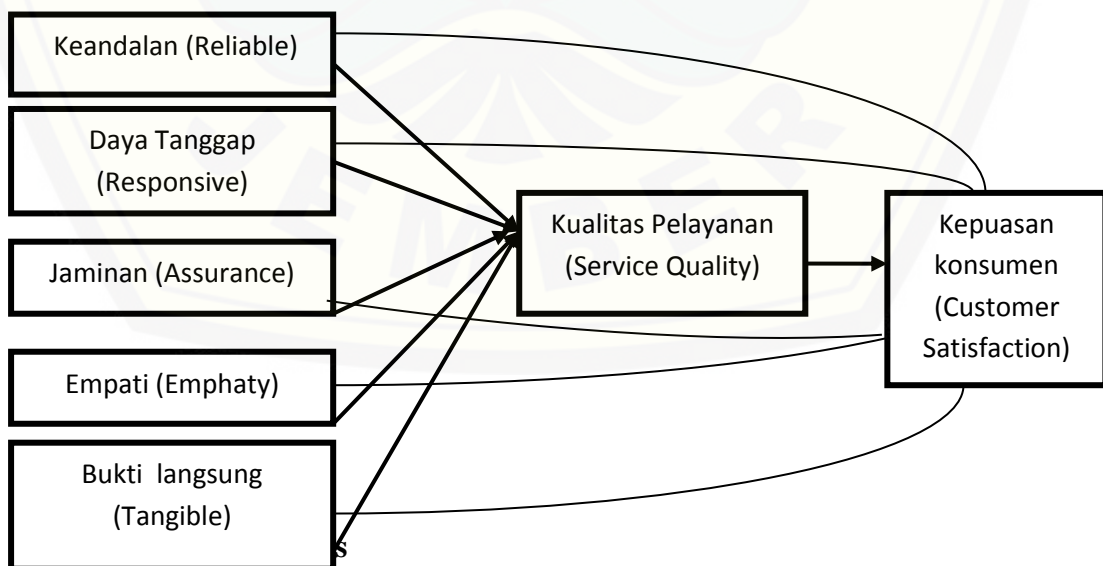 Keandalan (Reliable)
Daya Tanggap
(Responsive)
Jaminan (Assurance)
Empati (Emphaty)
Bukti langsung
(Tangible)
Kualitas Pelayanan
(Service Quality)
Kepuasan
konsumen
(Customer
Satisfaction)
s